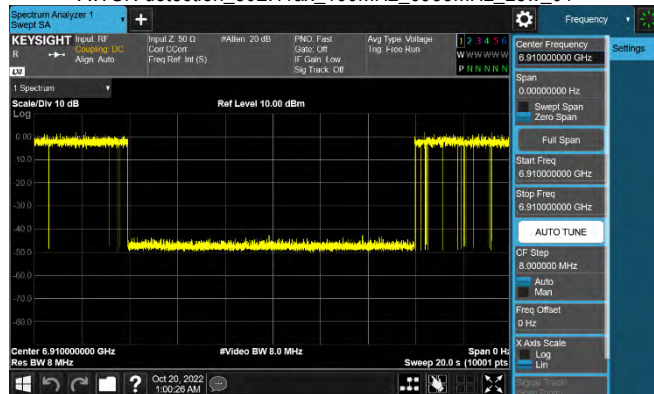 Spectrum Analyzer 1
Swept SA
+
Frequency
KEYSIGHT
R
LXI
Input: RF
Coupling: DC
Align: Auto
Input Z: 50 Ω
Corr CCorr
Freq Ref: Int (S)
#Atten: 20 dB
PNO: Fast
Gate: Off
IF Gain: Low
Sig Track: Off
Avg Type: Voltage
Trig: Free Run
1 2 3 4 5 6
W W W W W W
P N N N N N
1 Spectrum
Scale/Div 10 dB
Ref Level 10.00 dBm
Log
0.00
-10.0
-20.0
-30.0
-40.0
-50.0
-60.0
-70.0
-80.0
Center 6.910000000 GHz
#Video BW 8.0 MHz
Span 0 Hz
Res BW 8 MHz
Sweep 20.0 s (10001 pts
Center Frequency
6.910000000 GHz
Settings
Span
0.00000000 Hz
Swept Span
Zero Span
Full Span
Start Freq
6.910000000 GHz
Stop Freq
6.910000000 GHz
AUTO TUNE
CF Step
8.000000 MHz
Auto
Man
Freq Offset
0 Hz
X Axis Scale
Log
Lin
Signal Track
?
Oct 20, 2022
1:00:26 AM